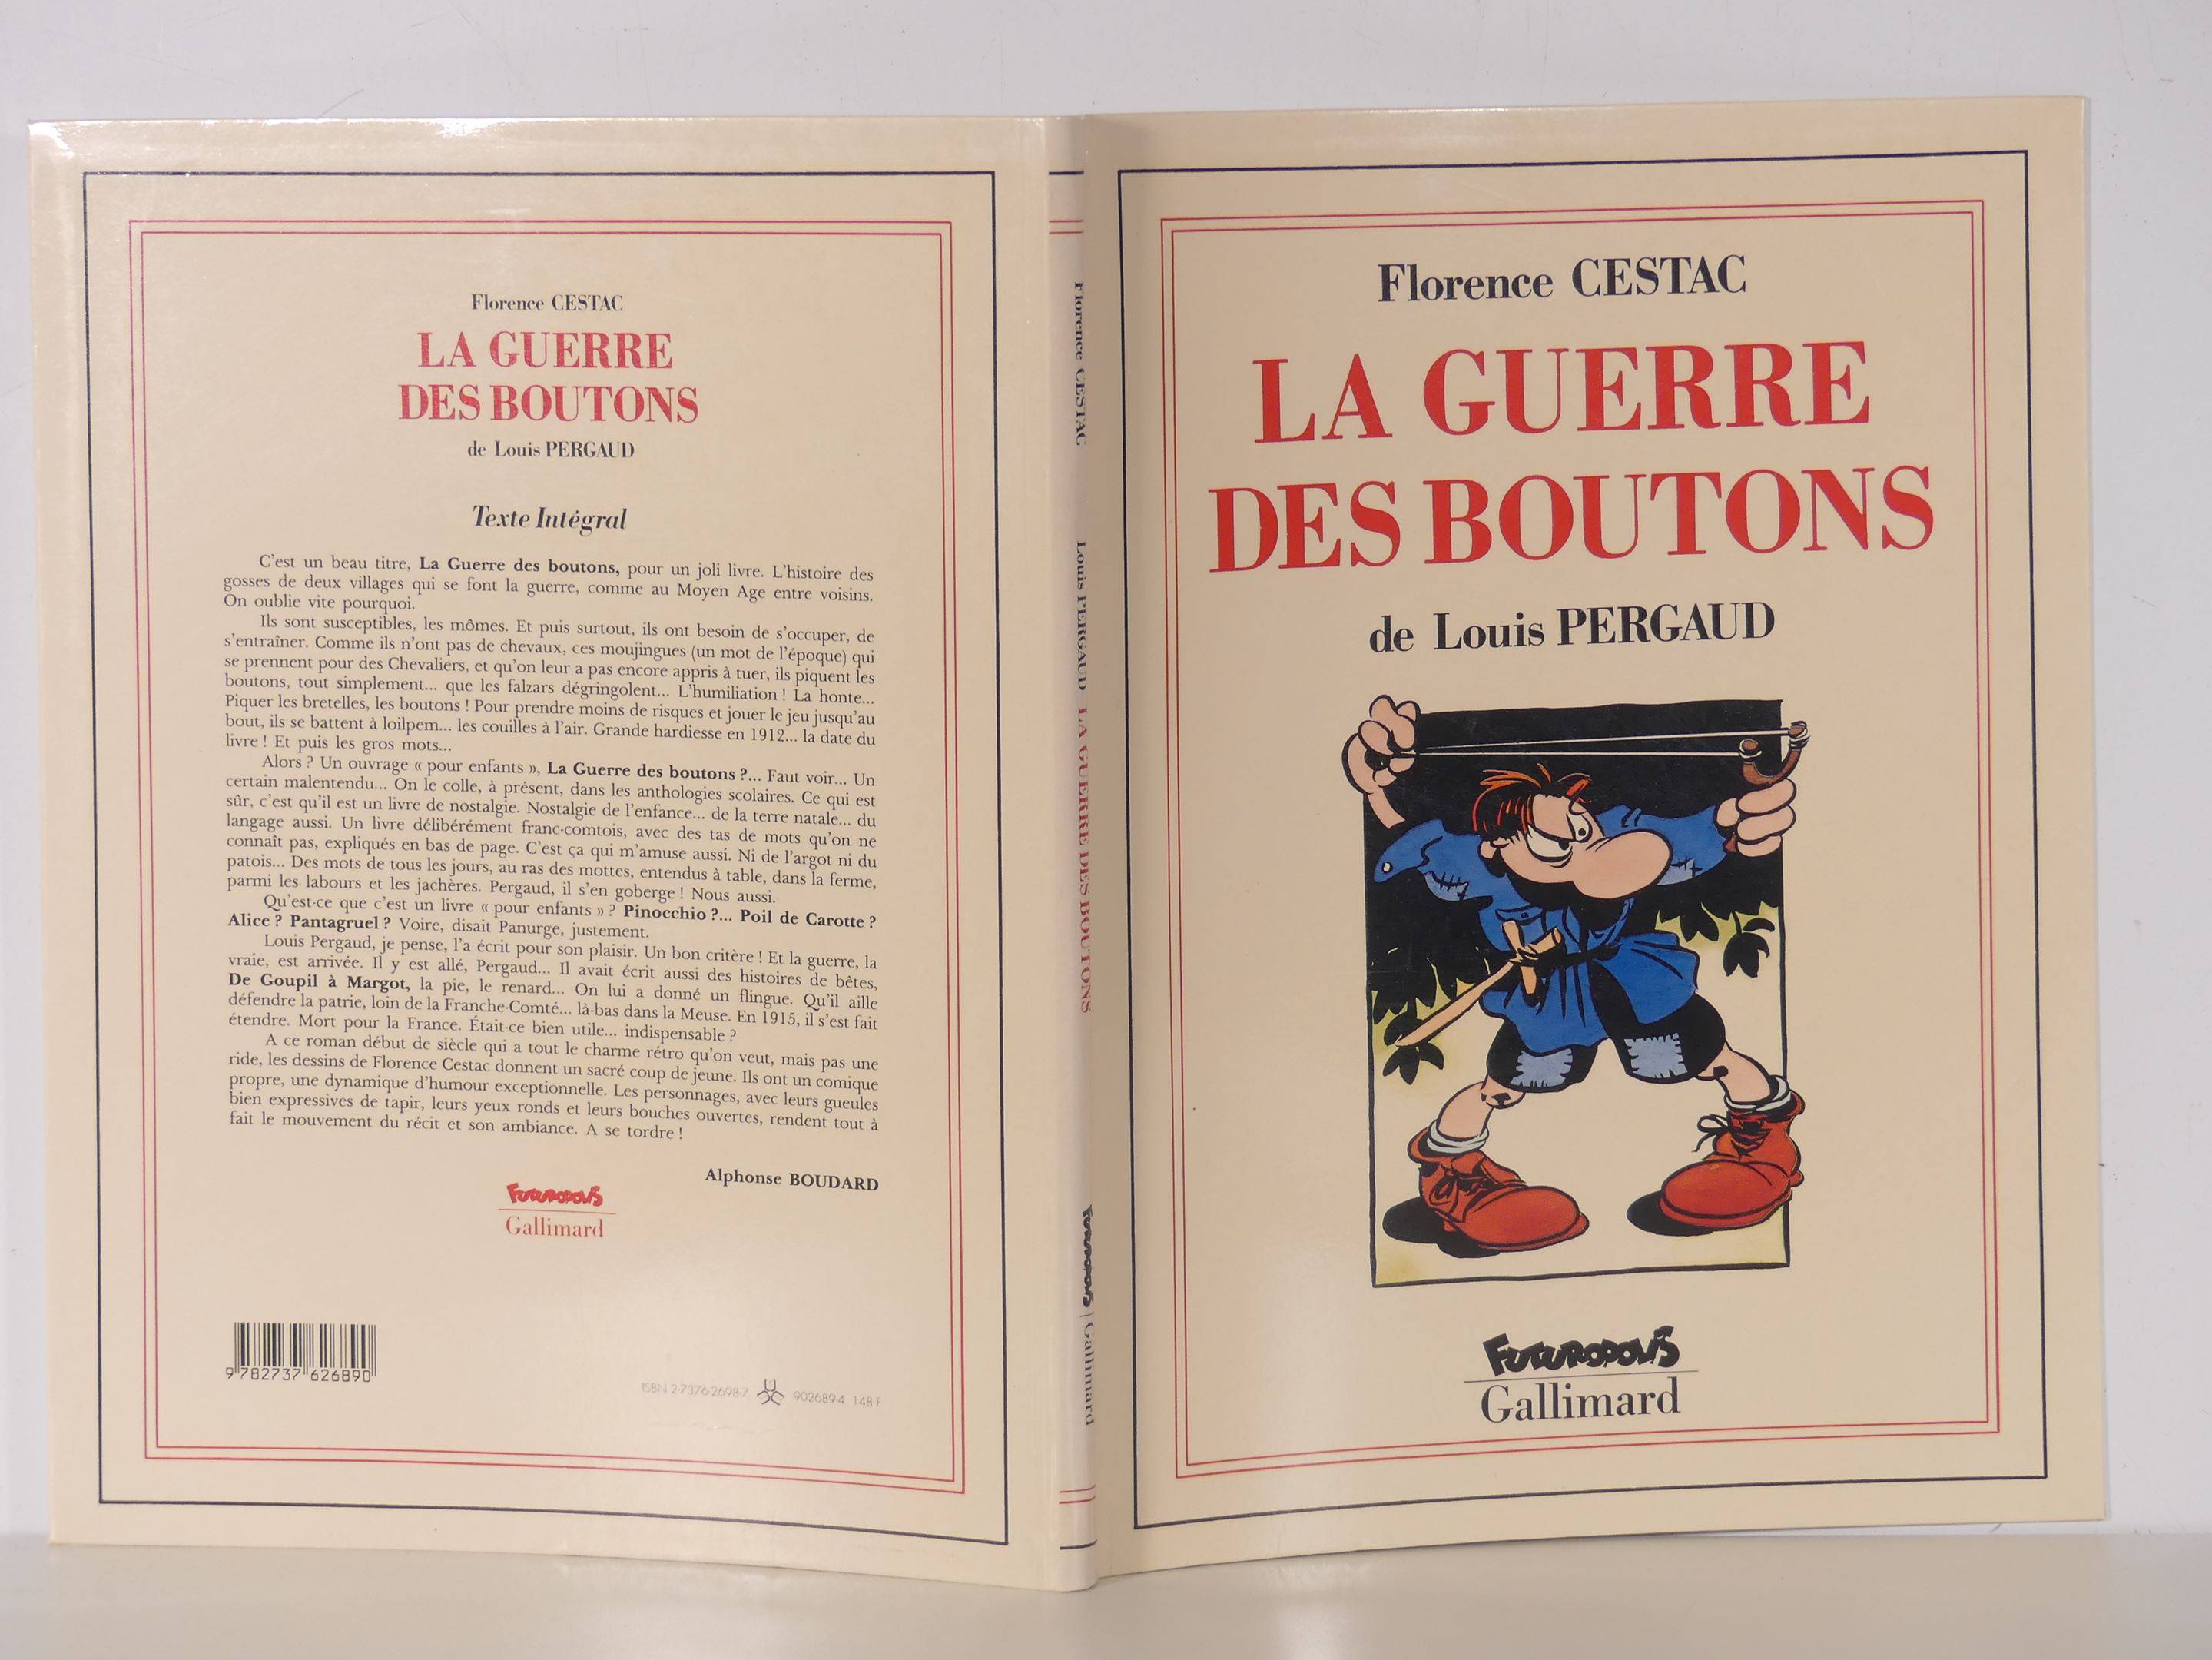 Florence CESTAC
LA GUERRE
DES BOUTONS
de Louis PERGAUD
Texte Intégral
C'est un beau titre, La Guerre des boutons, pour un joli livre. L'histoire des
gosses de deux villages qui se font la guerre, comme au Moyen Age entre voisins.
On oublie vite pourquoi.
Ils sont susceptibles, les mômes. Et puis surtout, ils ont besoin de s'occuper, de
s'entraîner. Comme ils n'ont pas de chevaux, ces moujingues (un mot de l'époque) qui
se prennent pour des Chevaliers, et qu'on leur a pas encore appris à tuer, ils piquent les
boutons, tout simplement... que les falzars dégringolent... L'humiliation ! La honte...
Piquer les bretelles, les boutons ! Pour prendre moins de risques et jouer le jeu jusqu'au
bout, ils se battent à loilpem... les couilles à l'air. Grande hardiesse en 1912... la date du
livre ! Et puis les gros mots...
Alors ? Un ouvrage « pour enfants », La Guerre des boutons ?... Faut voir... Un
certain malentendu... On le colle, à présent, dans les anthologies scolaires. Ce qui est
sûr, c'est qu'il est un livre de nostalgie. Nostalgie de l'enfance... de la terre natale... du
langage aussi. Un livre délibérément franc-comtois, avec des tas de mots qu'on ne
connaît pas, expliqués en bas de page. C'est ça qui m'amuse aussi. Ni de l'argot ni du
patois... Des mots de tous les jours, au ras des mottes, entendus à table, dans la ferme,
parmi les labours et les jachères. Pergaud, il s'en goberge ! Nous aussi.
Qu'est-ce que c'est un livre « pour enfants » ? Pinocchio ?... Poil de Carotte ?
Alice ? Pantagruel ? Voire, disait Panurge, justement.
Louis Pergaud, je pense, l'a écrit pour son plaisir. Un bon critère ! Et la guerre, la
vraie, est arrivée. Il y est allé, Pergaud... Il avait écrit aussi des histoires de bêtes,
De Goupil à Margot, la pie, le renard... On lui a donné un flingue. Qu'il aille
défendre la patrie, loin de la Franche-Comté... là-bas dans la Meuse. En 1915, il s'est fait
étendre. Mort pour la France. Était-ce bien utile... indispensable ?
A ce roman début de siècle qui a tout le charme rétro qu'on veut, mais pas une
ride, les dessins de Florence Cestac donnent un sacré coup de jeune. Ils ont un comique
propre, une dynamique d'humour exceptionnelle. Les personnages, avec leurs gueules
bien expressives de tapir, leurs yeux ronds et leurs bouches ouvertes, rendent tout à
fait le mouvement du récit et son ambiance. A se tordre !
Alphonse BOUDARD
FUTUROPOLIS
Gallimard
9 782737 626890
ISBN 2-7376-2698-7 902689-4 148 F
Florence CESTAC Louis PERGAUD LA GUERRE DES BOUTONS FUTUROPOLIS | Gallimard
Florence CESTAC
LA GUERRE
DES BOUTONS
de Louis PERGAUD
FUTUROPOLIS
Gallimard